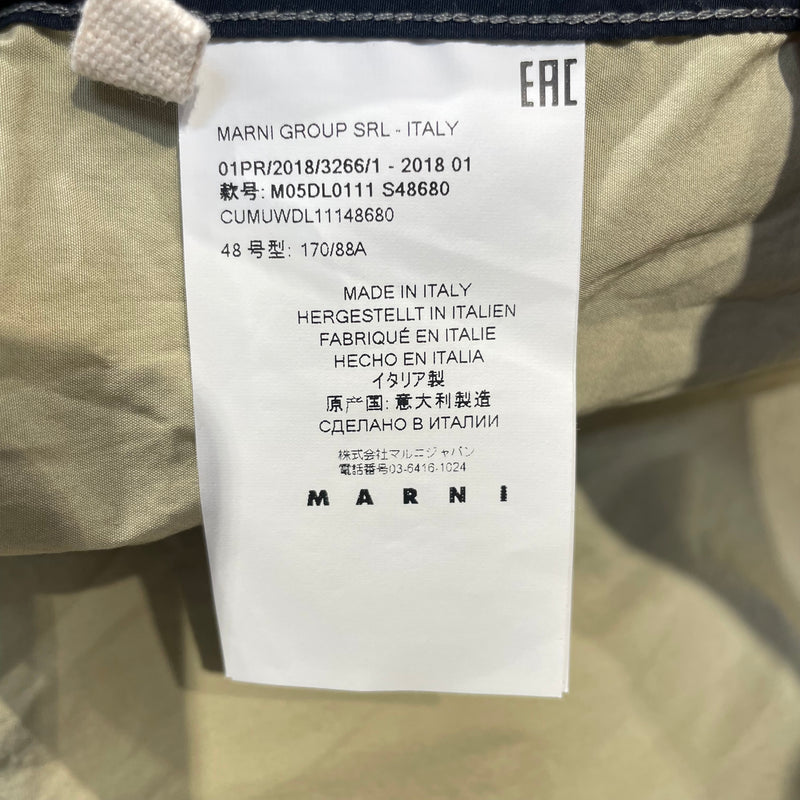 EAC
MARNI GROUP SRL - ITALY
01PR/2018/3266/1 - 2018 01
款号: M05DL0111 S48680
CUMUWDL11148680
48 号型: 170/88A
MADE IN ITALY
HERGESTELLT IN ITALIEN
FABRIQUÉ EN ITALIE
HECHO EN ITALIA
イタリア製
原产国: 意大利製造
СДЕЛАНО В ИТАЛИИ
株式会社マルニジャパン
電話番号03-6416-1024
MARNI